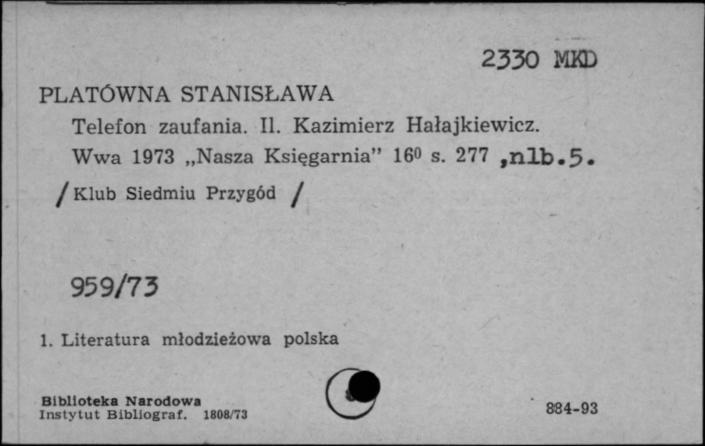 2330 MKD
PLATÓWNA STANISŁAWA
Telefon zaufania. Il. Kazimierz Hałajkiewicz.
Wwa 1973 „Nasza Księgarnia” 16⁰ s. 277 ,nlb.5.
/Klub Siedmiu Przygód /
959/73
1. Literatura młodzieżowa polska
Biblioteka Narodowa
Instytut Bibliograf. 1808/73
884-93